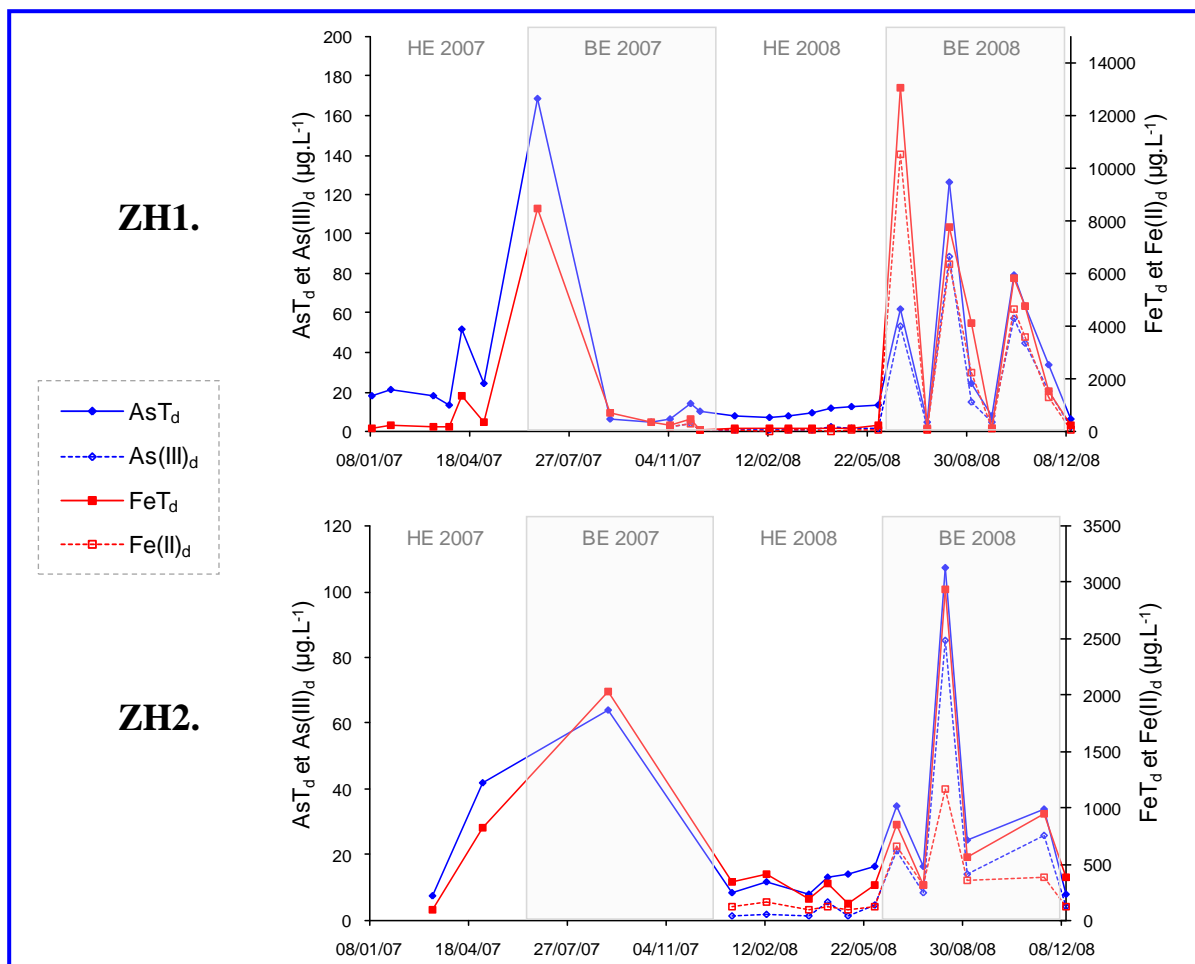 ZH1.
HE 2007 BE 2007 HE 2008 BE 2008
AsT_d et As(III)_d (µg.L⁻¹)
200
180
160
140
120
100
80
60
40
20
0
14000
12000
10000
8000
6000
4000
2000
0
FeT_d et Fe(II)_d (µg.L⁻¹)
08/01/07 18/04/07 27/07/07 04/11/07 12/02/08 22/05/08 30/08/08 08/12/08
AsT_d
As(III)_d
FeT_d
Fe(II)_d
ZH2.
HE 2007 BE 2007 HE 2008 BE 2008
AsT_d et As(III)_d (µg.L⁻¹)
120
100
80
60
40
20
0
3500
3000
2500
2000
1500
1000
500
0
FeT_d et Fe(II)_d (µg.L⁻¹)
08/01/07 18/04/07 27/07/07 04/11/07 12/02/08 22/05/08 30/08/08 08/12/08